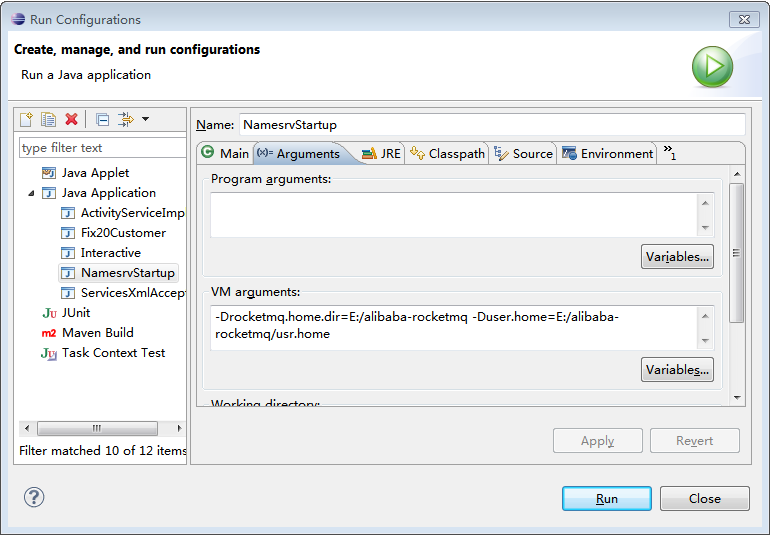 Run Configurations
Create, manage, and run configurations
Run a Java application
type filter text
Java Applet
Java Application
ActivityServiceImp
Fix20Customer
Interactive
NamesrvStartup
ServicesXmlAccep
JUnit
Maven Build
Task Context Test
Filter matched 10 of 12 items
Name: NamesrvStartup
Main (x)= Arguments JRE Classpath Source Environment »1
Program arguments:
Variables...
VM arguments:
-Drocketmq.home.dir=E:/alibaba-rocketmq -Duser.home=E:/alibaba-
rocketmq/usr.home
Variables...
Working directory:
Apply Revert
Run Close